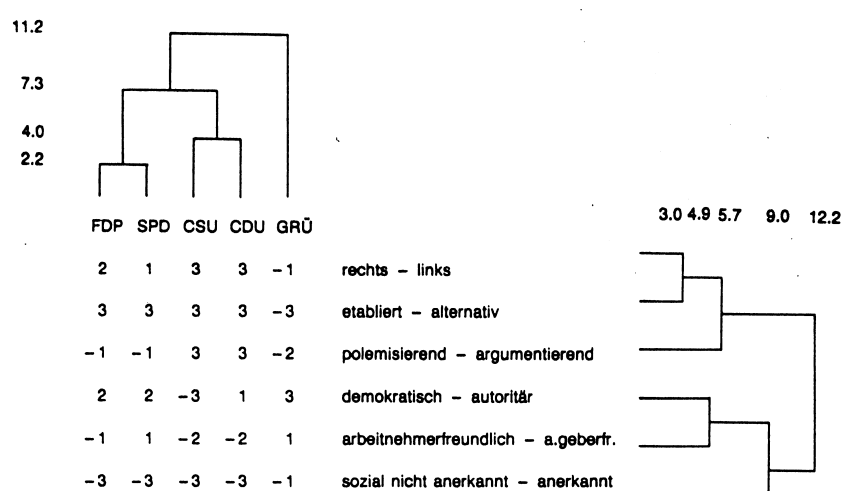 11.2
7.3
4.0
2.2
3.0 4.9 5.7 9.0 12.2
FDP SPD CSU CDU GRÜ
2 1 3 3 -1 rechts - links
3 3 3 3 -3 etabliert - alternativ
-1 -1 3 3 -2 polemisierend - argumentierend
2 2 -3 1 3 demokratisch - autoritär
-1 1 -2 -2 1 arbeitnehmerfreundlich - a.geberfr.
-3 -3 -3 -3 -1 sozial nicht anerkannt - anerkannt